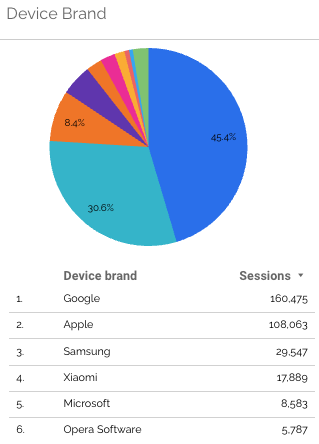 Device Brand
45.4%
8.4%
30.6%
Device brand Sessions
1. Google 160,475
2. Apple 108,063
3. Samsung 29,547
4. Xiaomi 17,889
5. Microsoft 8,583
6. Opera Software 5,787